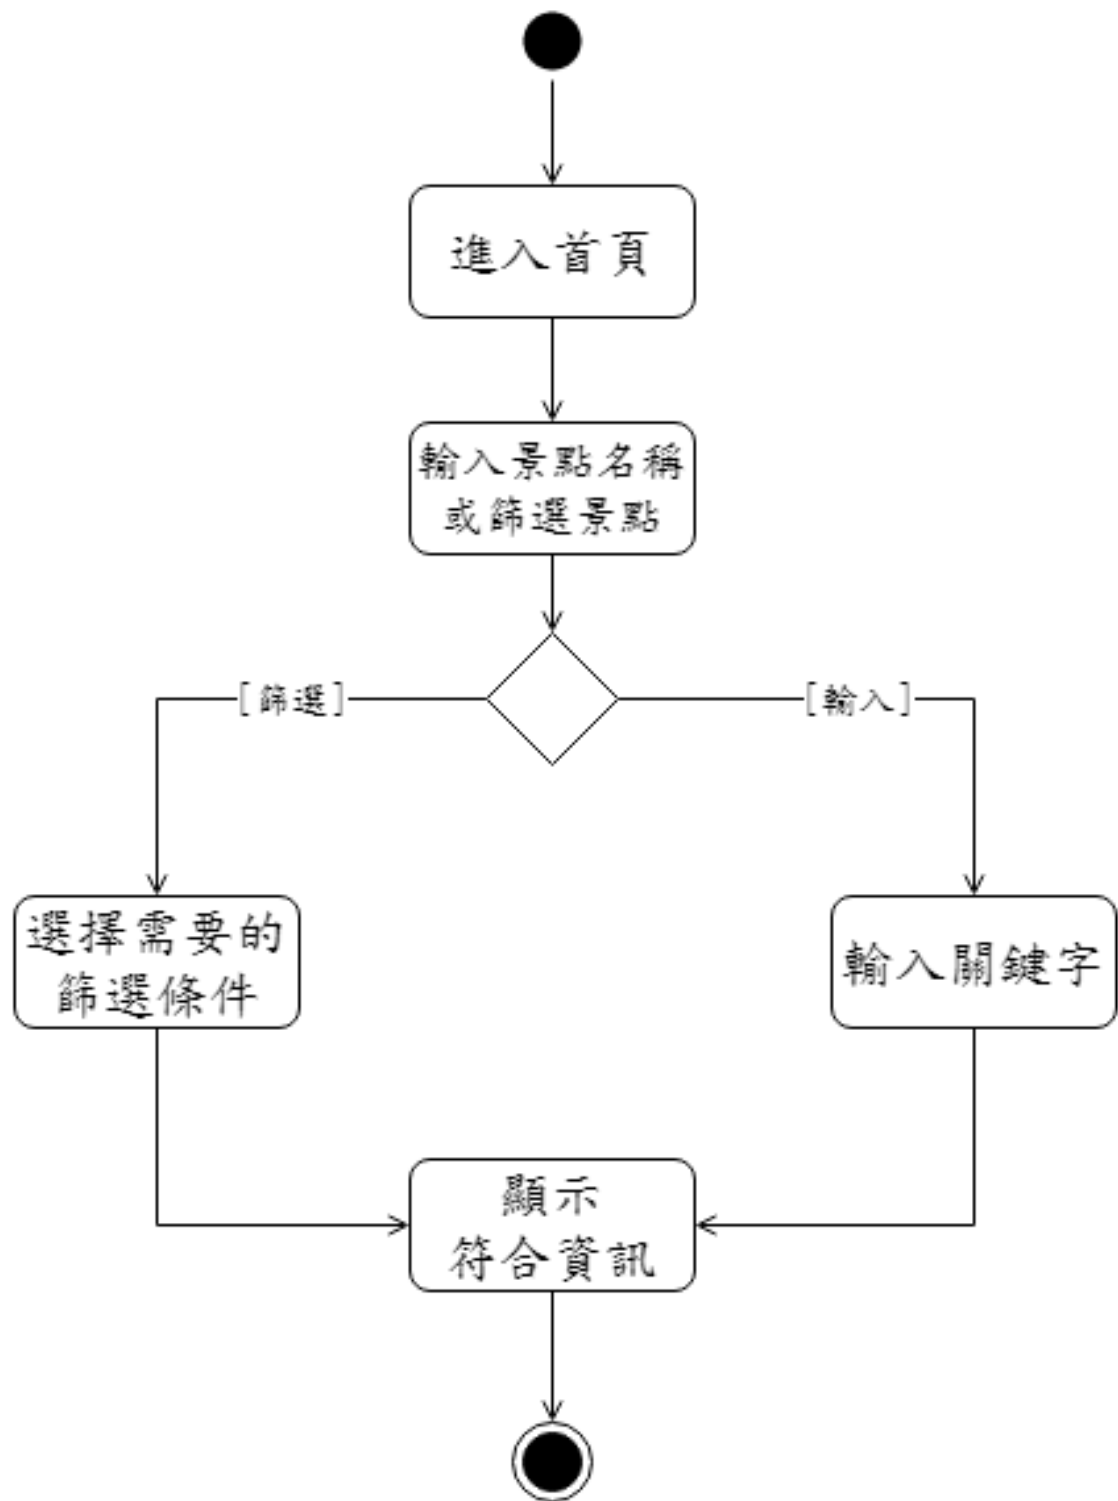 進入首頁
輸入景點名稱
或篩選景點
[篩選]
[輸入]
選擇需要的
篩選條件
輸入關鍵字
顯示
符合資訊